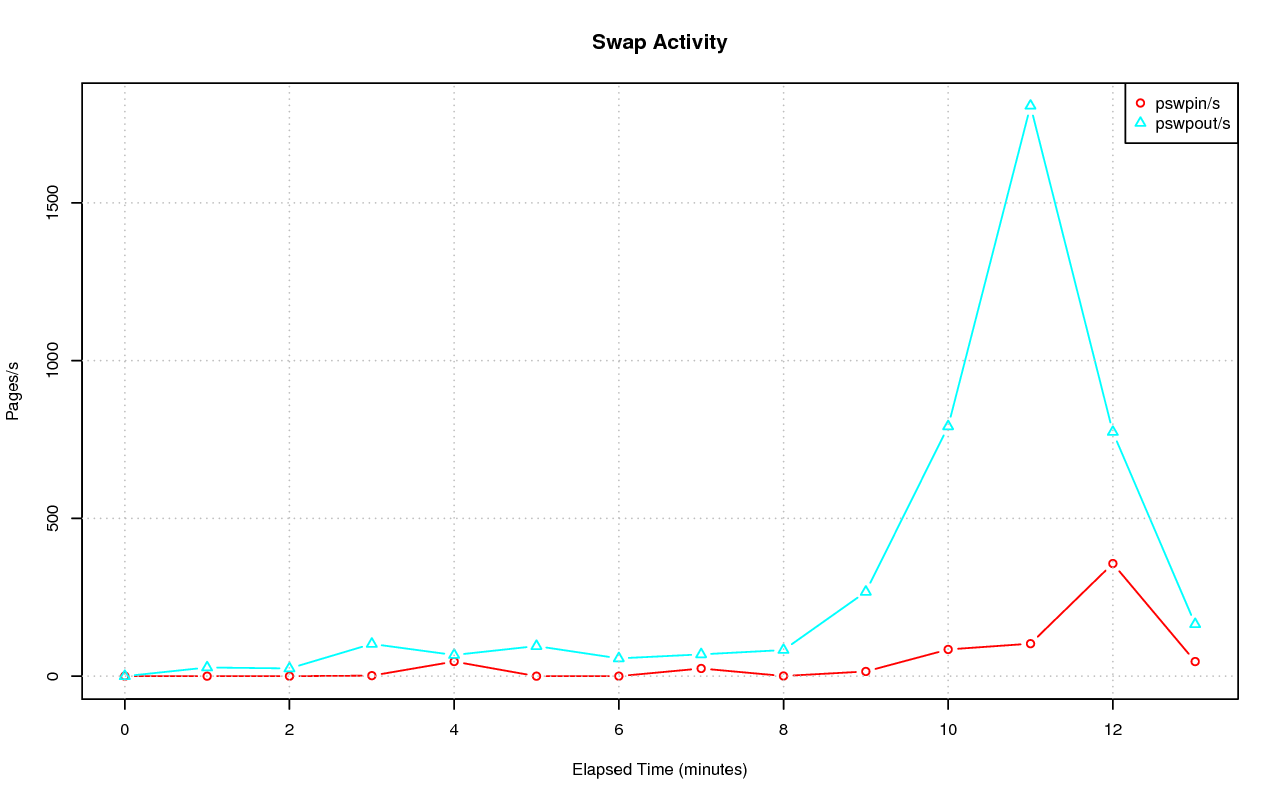 Swap Activity
pswpin/s
pswpout/s
1500
1000
500
0
Pages/s
0 2 4 6 8 10 12
Elapsed Time (minutes)